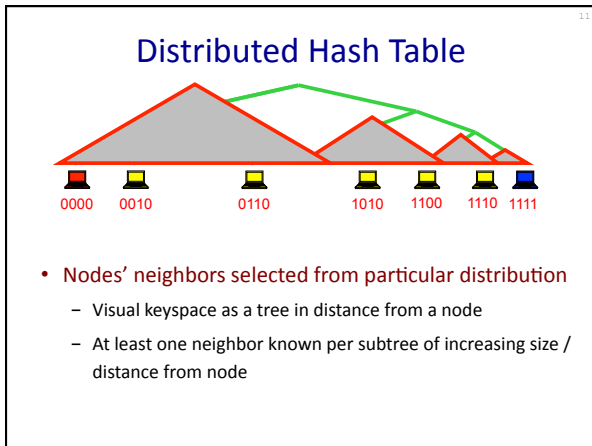 11
Distributed Hash Table
0000 0010 0110 1010 1100 1110 1111
• Nodes’ neighbors selected from particular distribution
– Visual keyspace as a tree in distance from a node
– At least one neighbor known per subtree of increasing size /
distance from node